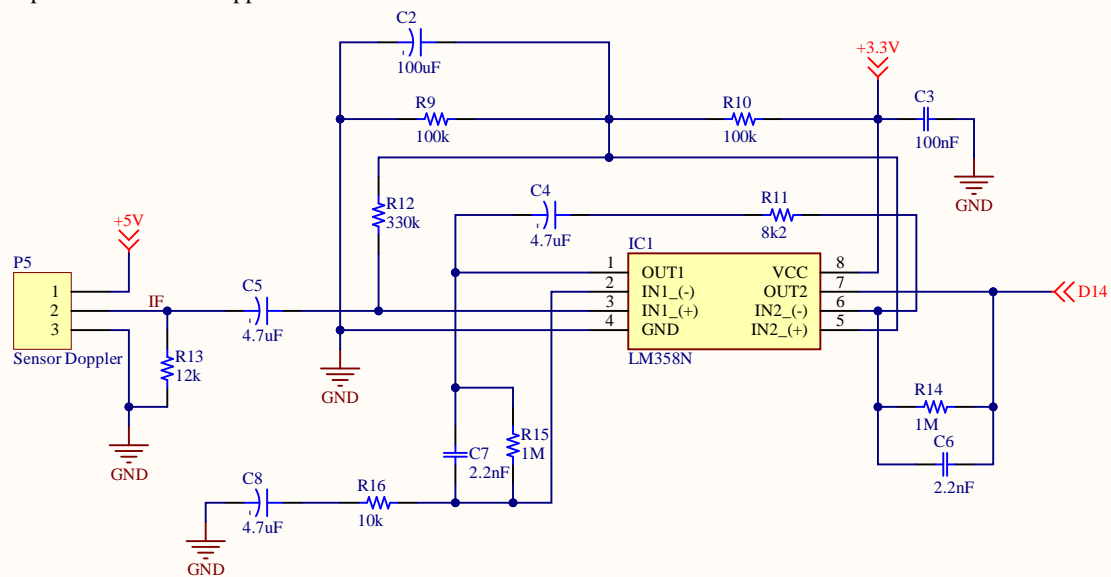 C2
100uF
+3.3V
R9
100k
R10
100k
C3
100nF
GND
R12
330k
C4
4.7uF
R11
8k2
+5V
P5
1
2
3
Sensor Doppler
IF
C5
4.7uF
R13
12k
GND
GND
IC1
1 OUT1 VCC 8
2 IN1_(-) OUT2 7
3 IN1_(+) IN2_(-) 6
4 GND IN2_(+) 5
LM358N
D14
R14
1M
C6
2.2nF
C7
2.2nF
R15
1M
C8
4.7uF
R16
10k
GND